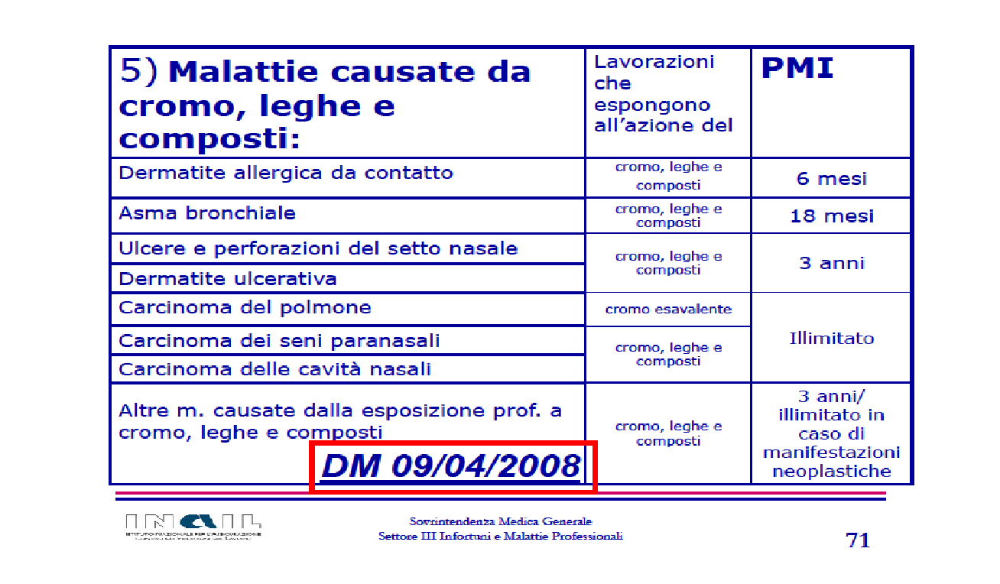 5) Malattie causate da
cromo, leghe e
composti:
Lavorazioni
che
espongono
all'azione del
PMI
Dermatite allergica da contatto
cromo, leghe e
composti
6 mesi
Asma bronchiale
cromo, leghe e
composti
18 mesi
Ulcere e perforazioni del setto nasale
Dermatite ulcerativa
cromo, leghe e
composti
3 anni
Carcinoma del polmone
cromo esavalente
Carcinoma dei seni paranasali
Carcinoma delle cavità nasali
cromo, leghe e
composti
Illimitato
Altre m. causate dalla esposizione prof. a
cromo, leghe e composti
cromo, leghe e
composti
3 anni/
illimitato in
caso di
manifestazioni
neoplastiche
DM 09/04/2008
INAIL
Sovrintendenza Medica Generale
Settore III Infortuni e Malattie Professionali
71